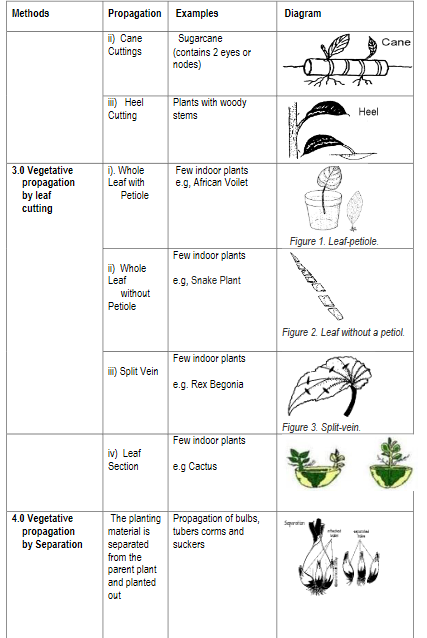 Methods Propagation Examples Diagram
ii) Cane
Cuttings
Sugarcane
(contains 2 eyes or
nodes)
Cane
iii) Heel
Cutting
Plants with woody
stems
Heel
3.0 Vegetative
propagation
by leaf
cutting
i). Whole
Leaf with
Petiole
Few indoor plants
e.g, African Voilet
Figure 1. Leaf-petiole.
ii) Whole
Leaf
without
Petiole
Few indoor plants
e.g, Snake Plant
Figure 2. Leaf without a petiol.
iii) Split Vein
Few indoor plants
e.g. Rex Begonia
Figure 3. Split-vein.
iv) Leaf
Section
Few indoor plants
e.g Cactus
4.0 Vegetative
propagation
by Separation
The planting
material is
separated
from the
parent plant
and planted
out
Propagation of bulbs,
tubers corms and
suckers
Separation